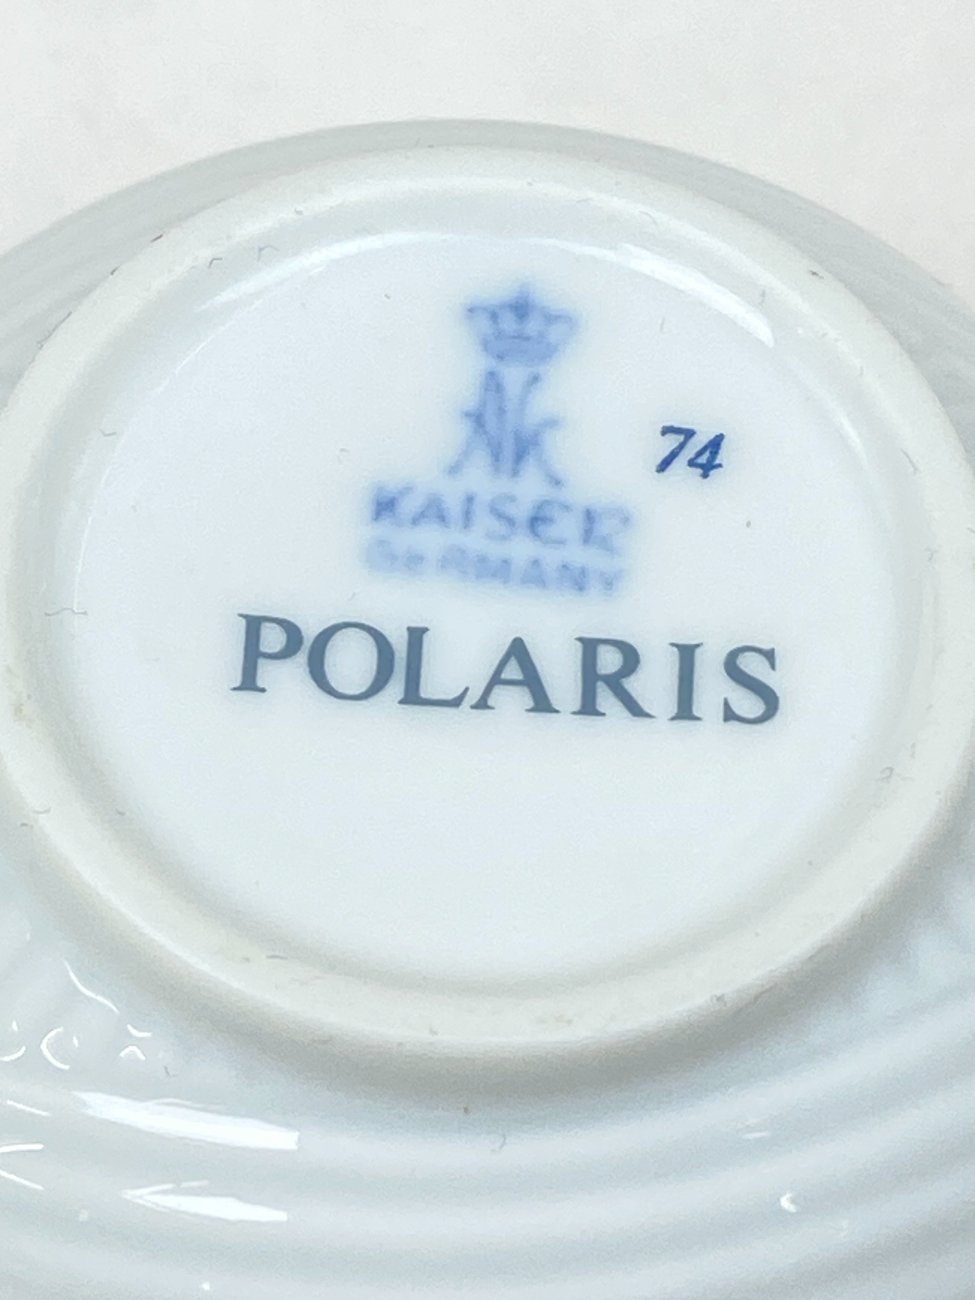 AK
74
KAISER
GERMANY
POLARIS